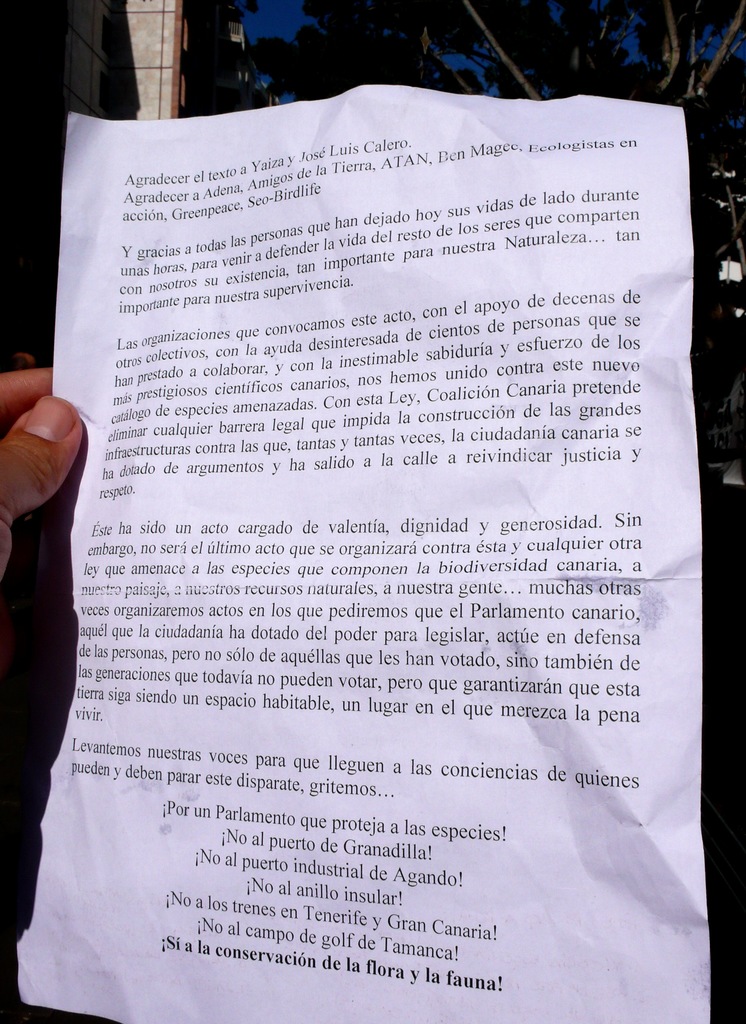 Agradecer el texto a Yaiza y José Luis Calero.
Agradecer a Adena, Amigos de la Tierra, ATAN, Ben Magec, Ecologistas en
acción, Greenpeace, Seo-Birdlife
Y gracias a todas las personas que han dejado hoy sus vidas de lado durante
unas horas, para venir a defender la vida del resto de los seres que comparten
con nosotros su existencia, tan importante para nuestra Naturaleza… tan
importante para nuestra supervivencia.
Las organizaciones que convocamos este acto, con el apoyo de decenas de
otros colectivos, con la ayuda desinteresada de cientos de personas que se
han prestado a colaborar, y con la inestimable sabiduría y esfuerzo de los
más prestigiosos científicos canarios, nos hemos unido contra este nuevo
catálogo de especies amenazadas. Con esta Ley, Coalición Canaria pretende
eliminar cualquier barrera legal que impida la construcción de las grandes
infraestructuras contra las que, tantas y tantas veces, la ciudadanía canaria se
ha dotado de argumentos y ha salido a la calle a reivindicar justicia y
respeto.
Éste ha sido un acto cargado de valentía, dignidad y generosidad. Sin
embargo, no será el último acto que se organizará contra ésta y cualquier otra
ley que amenace a las especies que componen la biodiversidad canaria, a
nuestro paisaje, a nuestros recursos naturales, a nuestra gente… muchas otras
veces organizaremos actos en los que pediremos que el Parlamento canario,
aquél que la ciudadanía ha dotado del poder para legislar, actúe en defensa
de las personas, pero no sólo de aquéllas que les han votado, sino también de
las generaciones que todavía no pueden votar, pero que garantizarán que esta
tierra siga siendo un espacio habitable, un lugar en el que merezca la pena
vivir.
Levantemos nuestras voces para que lleguen a las conciencias de quienes
pueden y deben parar este disparate, gritemos…
¡Por un Parlamento que proteja a las especies!
¡No al puerto de Granadilla!
¡No al puerto industrial de Agando!
¡No al anillo insular!
¡No a los trenes en Tenerife y Gran Canaria!
¡No al campo de golf de Tamanca!
¡Sí a la conservación de la flora y la fauna!